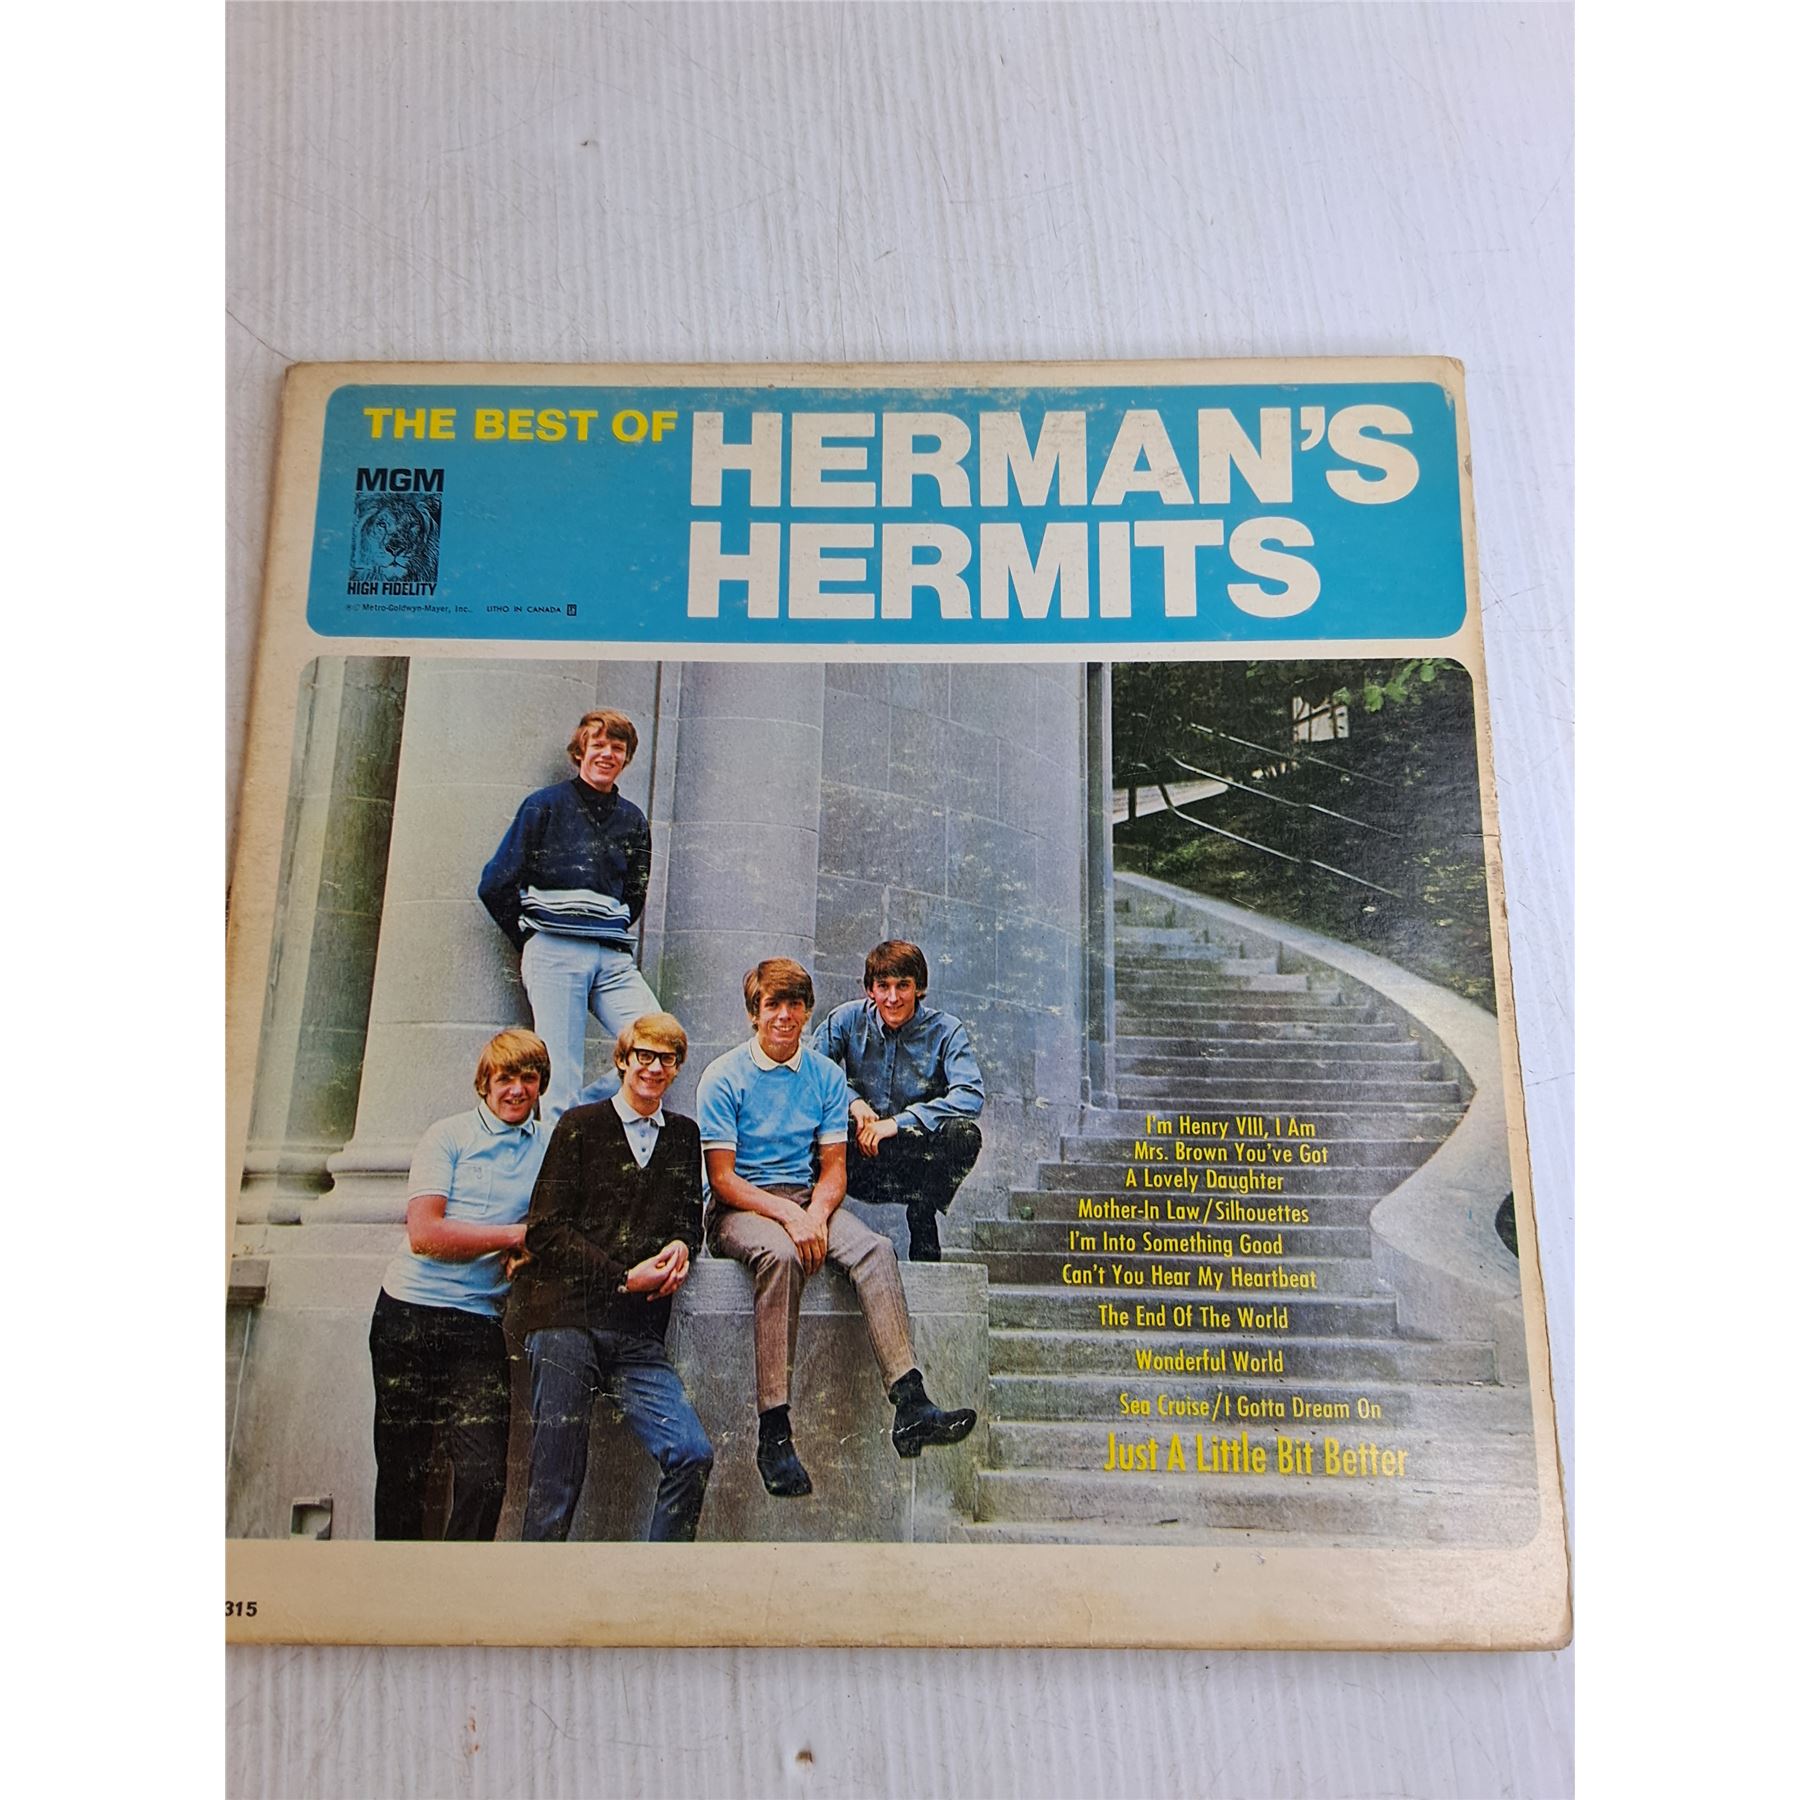 THE BEST OF HERMAN'S
HERMITS
MGM
HIGH FIDELITY
Ⓟ© Metro-Goldwyn-Mayer, Inc., LITHO IN CANADA
I'm Henry VIII, I Am
Mrs. Brown You've Got
A Lovely Daughter
Mother-In Law/Silhouettes
I'm Into Something Good
Can't You Hear My Heartbeat
The End Of The World
Wonderful World
Sea Cruise/I Gotta Dream On
Just A Little Bit Better
315